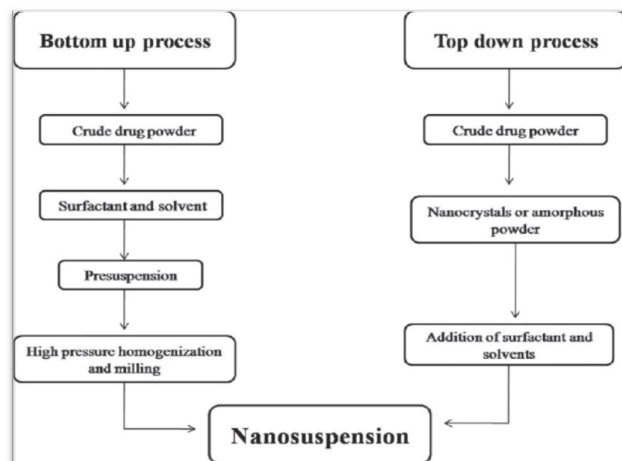 Bottom up process
Crude drug powder
Surfactant and solvent
Presuspension
High pressure homogenization
and milling
Top down process
Crude drug powder
Nanocrystals or amorphous
powder
Addition of surfactant and
solvents
Nanosuspension